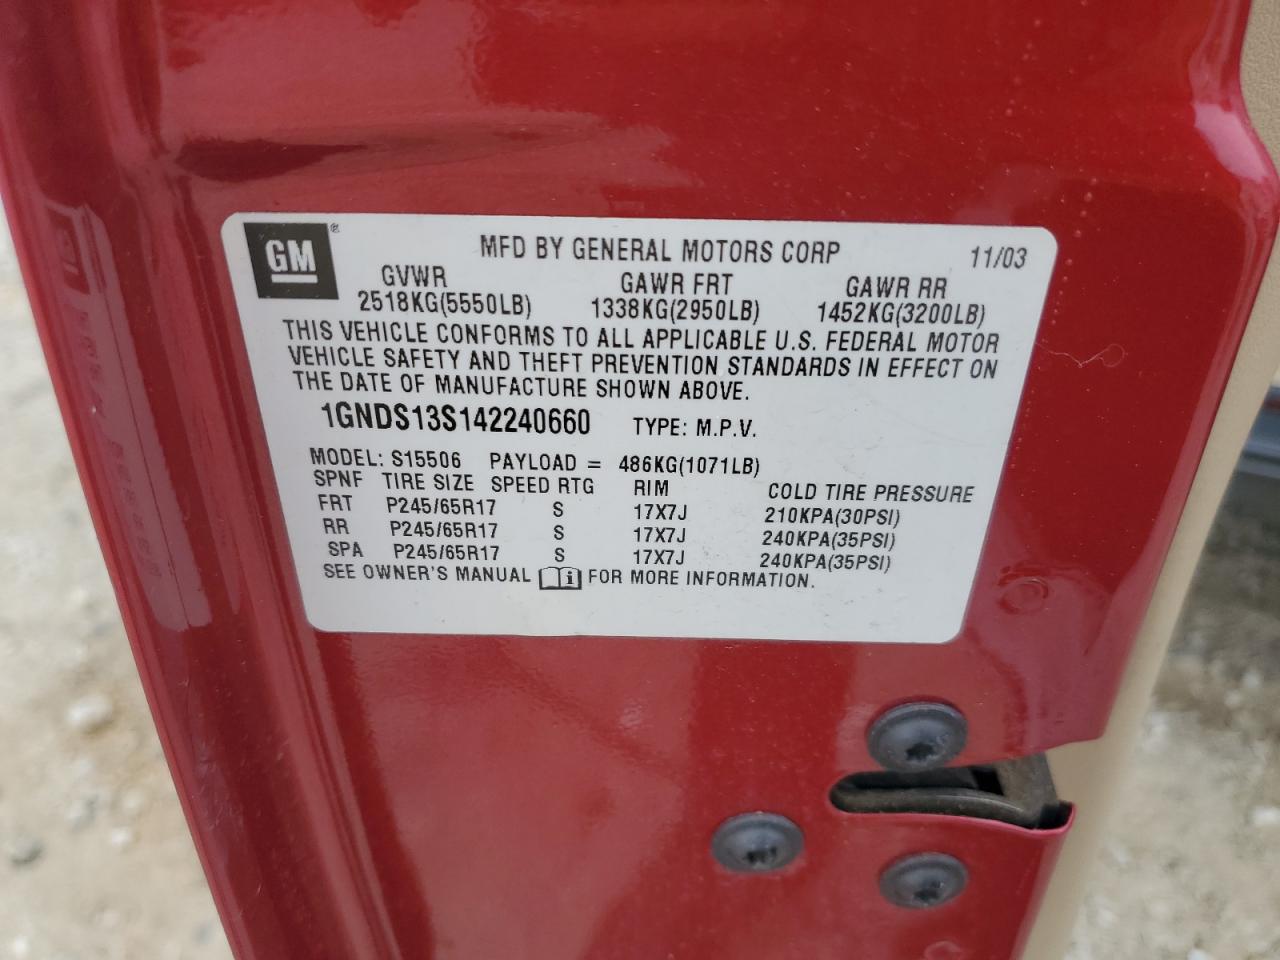 GM ® MFD BY GENERAL MOTORS CORP 11/03
GVWR GAWR FRT GAWR RR
2518KG(5550LB) 1338KG(2950LB) 1452KG(3200LB)
THIS VEHICLE CONFORMS TO ALL APPLICABLE U.S. FEDERAL MOTOR
VEHICLE SAFETY AND THEFT PREVENTION STANDARDS IN EFFECT ON
THE DATE OF MANUFACTURE SHOWN ABOVE.
1GNDS13S142240660 TYPE: M.P.V.
MODEL: S15506 PAYLOAD = 486KG(1071LB)
SPNF TIRE SIZE SPEED RTG RIM COLD TIRE PRESSURE
FRT P245/65R17 S 17X7J 210KPA(30PSI)
RR P245/65R17 S 17X7J 240KPA(35PSI)
SPA P245/65R17 S 17X7J 240KPA(35PSI)
SEE OWNER'S MANUAL FOR MORE INFORMATION.